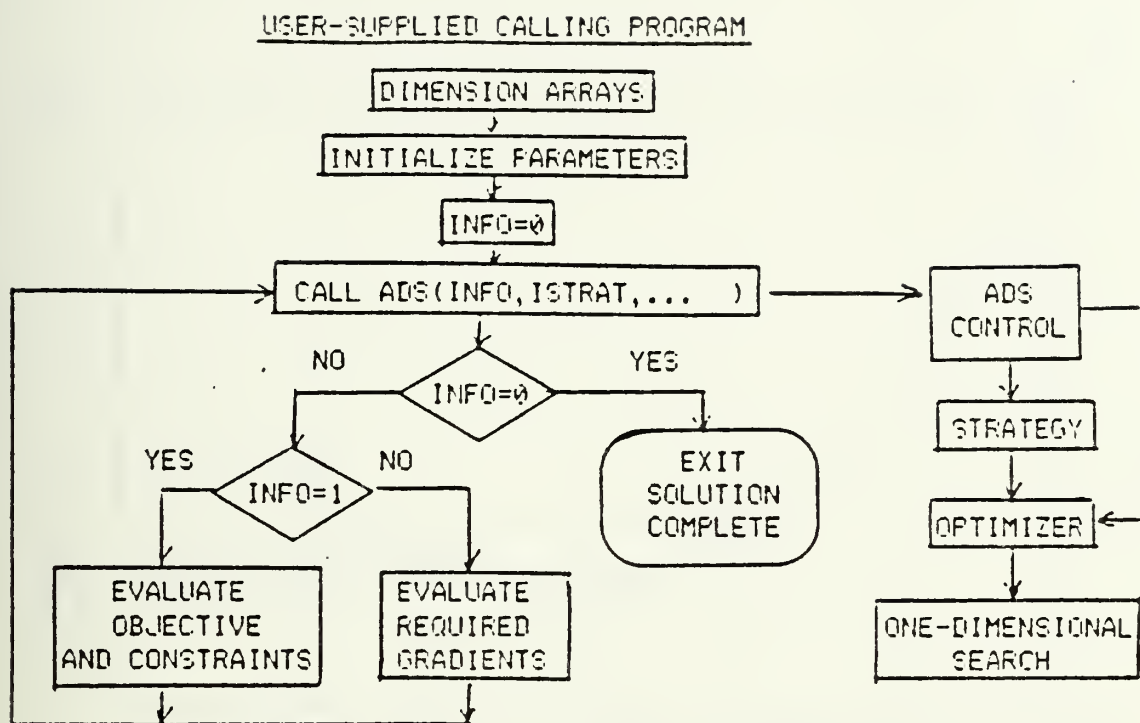 USER-SUPPLIED CALLING PROGRAM
DIMENSION ARRAYS
INITIALIZE PARAMETERS
INFO=0
CALL ADS(INFO,ISTRAT,... )
ADS
CONTROL
NO
YES
INFO=0
STRATEGY
YES
NO
INFO=1
EXIT
SOLUTION
COMPLETE
OPTIMIZER
EVALUATE
OBJECTIVE
AND CONSTRAINTS
EVALUATE
REQUIRED
GRADIENTS
ONE-DIMENSIONAL
SEARCH